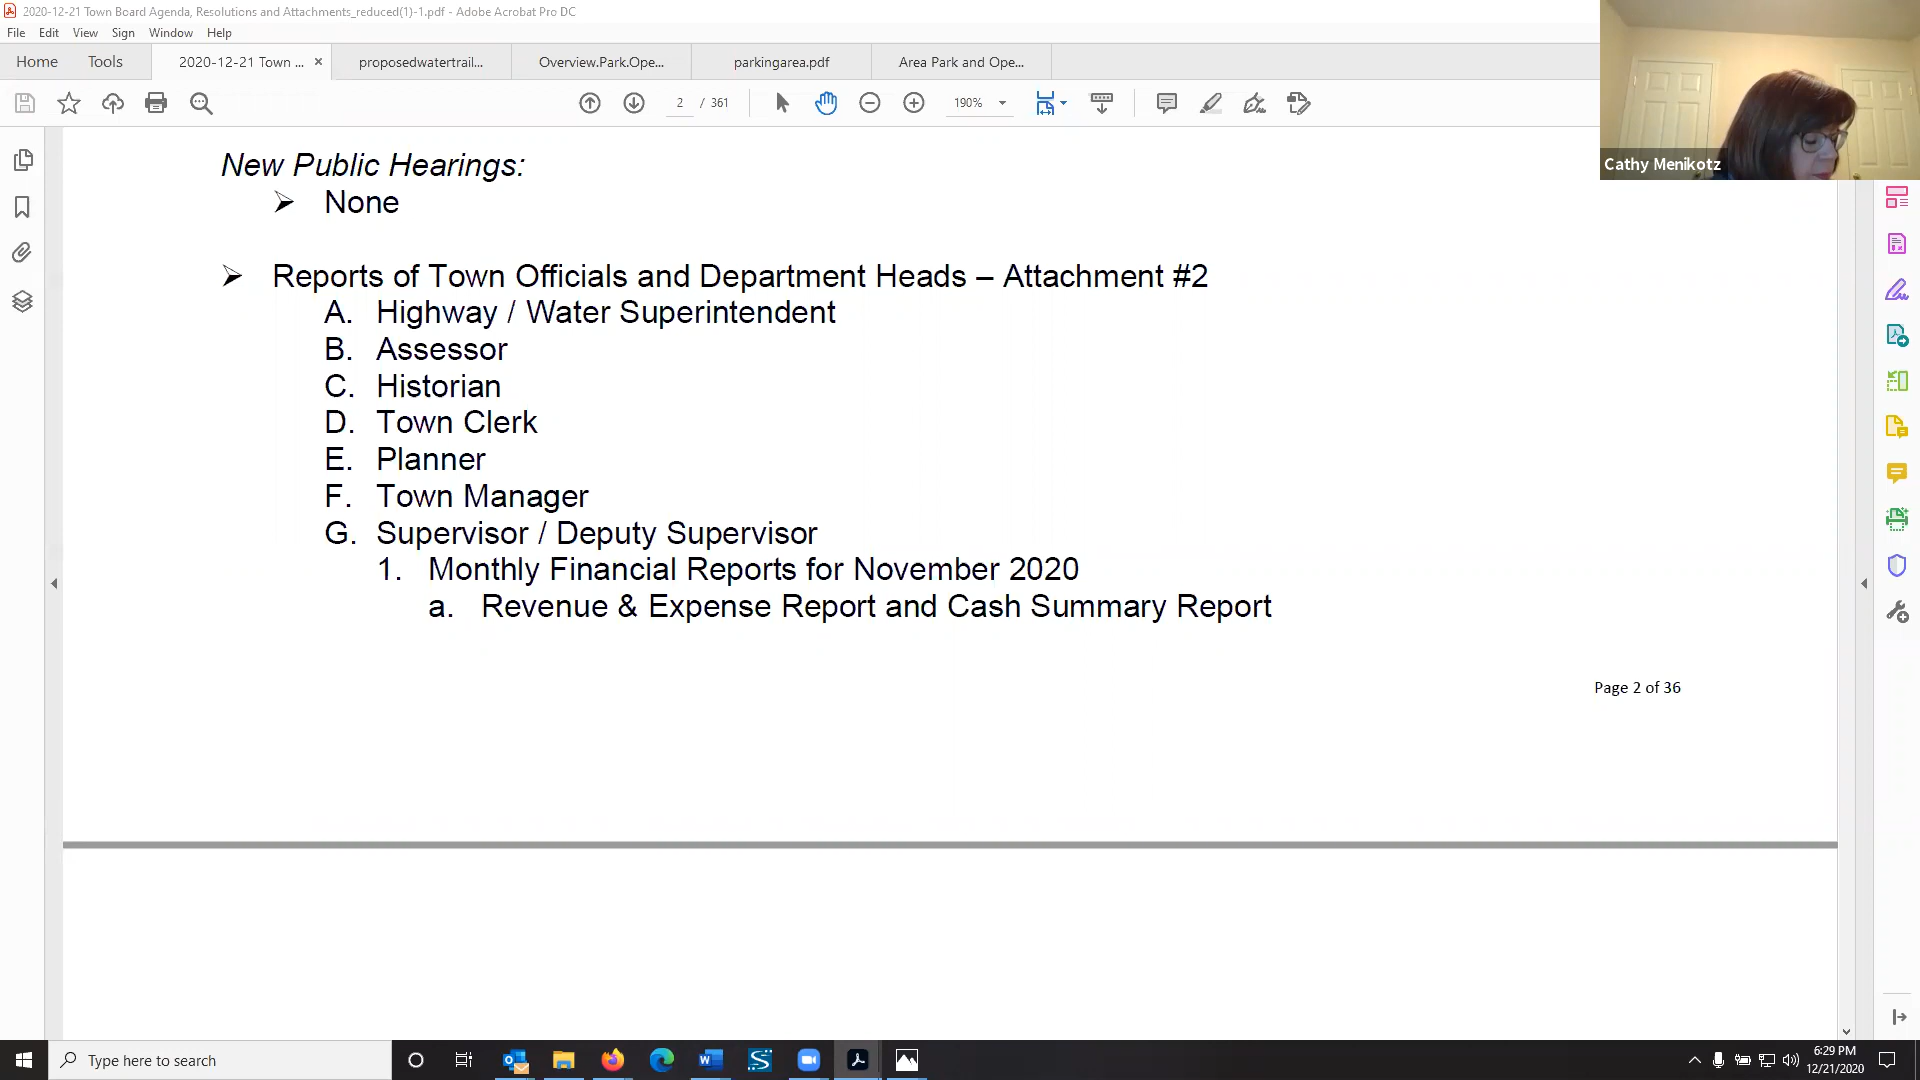 2020-12-21 Town Board Agenda, Resolutions and Attachments_reduced(1)-1.pdf - Adobe Acrobat Pro DC
File Edit View Sign Window Help
Home Tools 2020-12-21 Town ... × proposedwatertrail... Overview.Park.Ope... parkingarea.pdf Area Park and Ope...
2 / 361 190%
Cathy Menikotz
New Public Hearings:
➢ None
➢ Reports of Town Officials and Department Heads – Attachment #2
A. Highway / Water Superintendent
B. Assessor
C. Historian
D. Town Clerk
E. Planner
F. Town Manager
G. Supervisor / Deputy Supervisor
1. Monthly Financial Reports for November 2020
a. Revenue & Expense Report and Cash Summary Report
Page 2 of 36
Type here to search
6:29 PM
12/21/2020